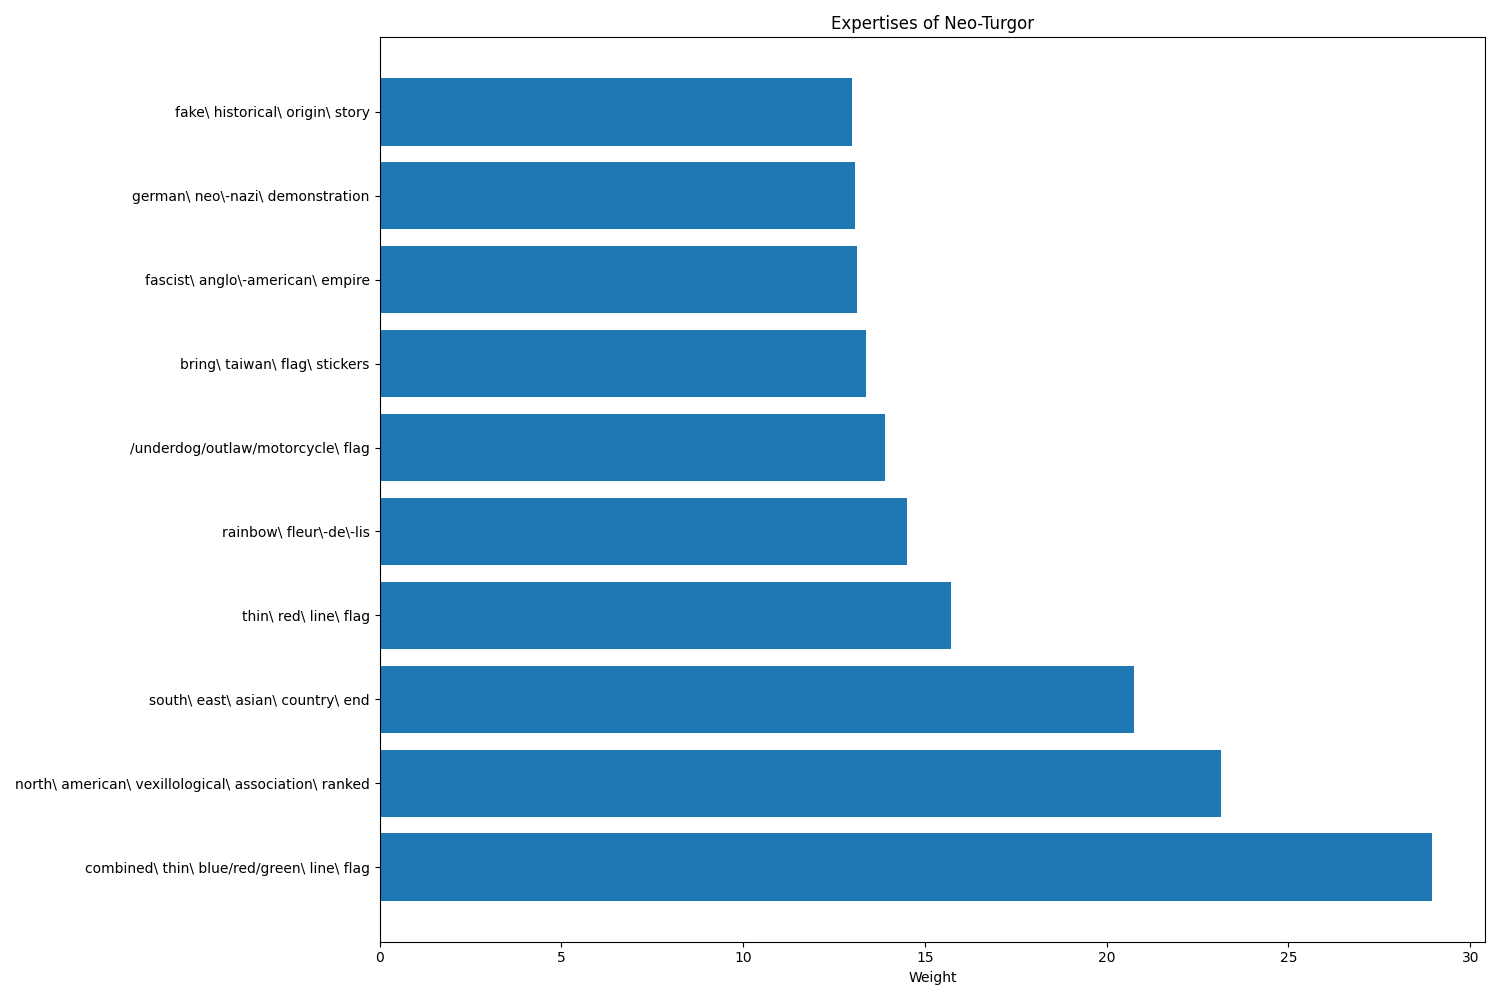 Expertises of Neo-Turgor
fake\ historical\ origin\ story
german\ neo\-nazi\ demonstration
fascist\ anglo\-american\ empire
bring\ taiwan\ flag\ stickers
/underdog/outlaw/motorcycle\ flag
rainbow\ fleur\-de\-lis
thin\ red\ line\ flag
south\ east\ asian\ country\ end
north\ american\ vexillological\ association\ ranked
combined\ thin\ blue/red/green\ line\ flag
0 5 10 15 20 25 30
Weight